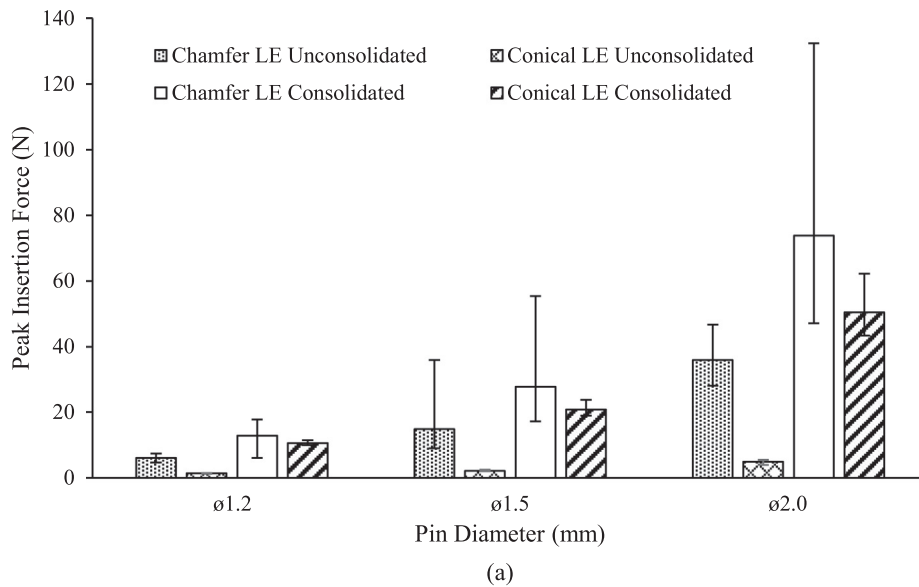 140
120
100
80
60
40
20
0
Peak Insertion Force (N)
Chamfer LE Unconsolidated
Conical LE Unconsolidated
Chamfer LE Consolidated
Conical LE Consolidated
ø1.2
ø1.5
ø2.0
Pin Diameter (mm)
(a)